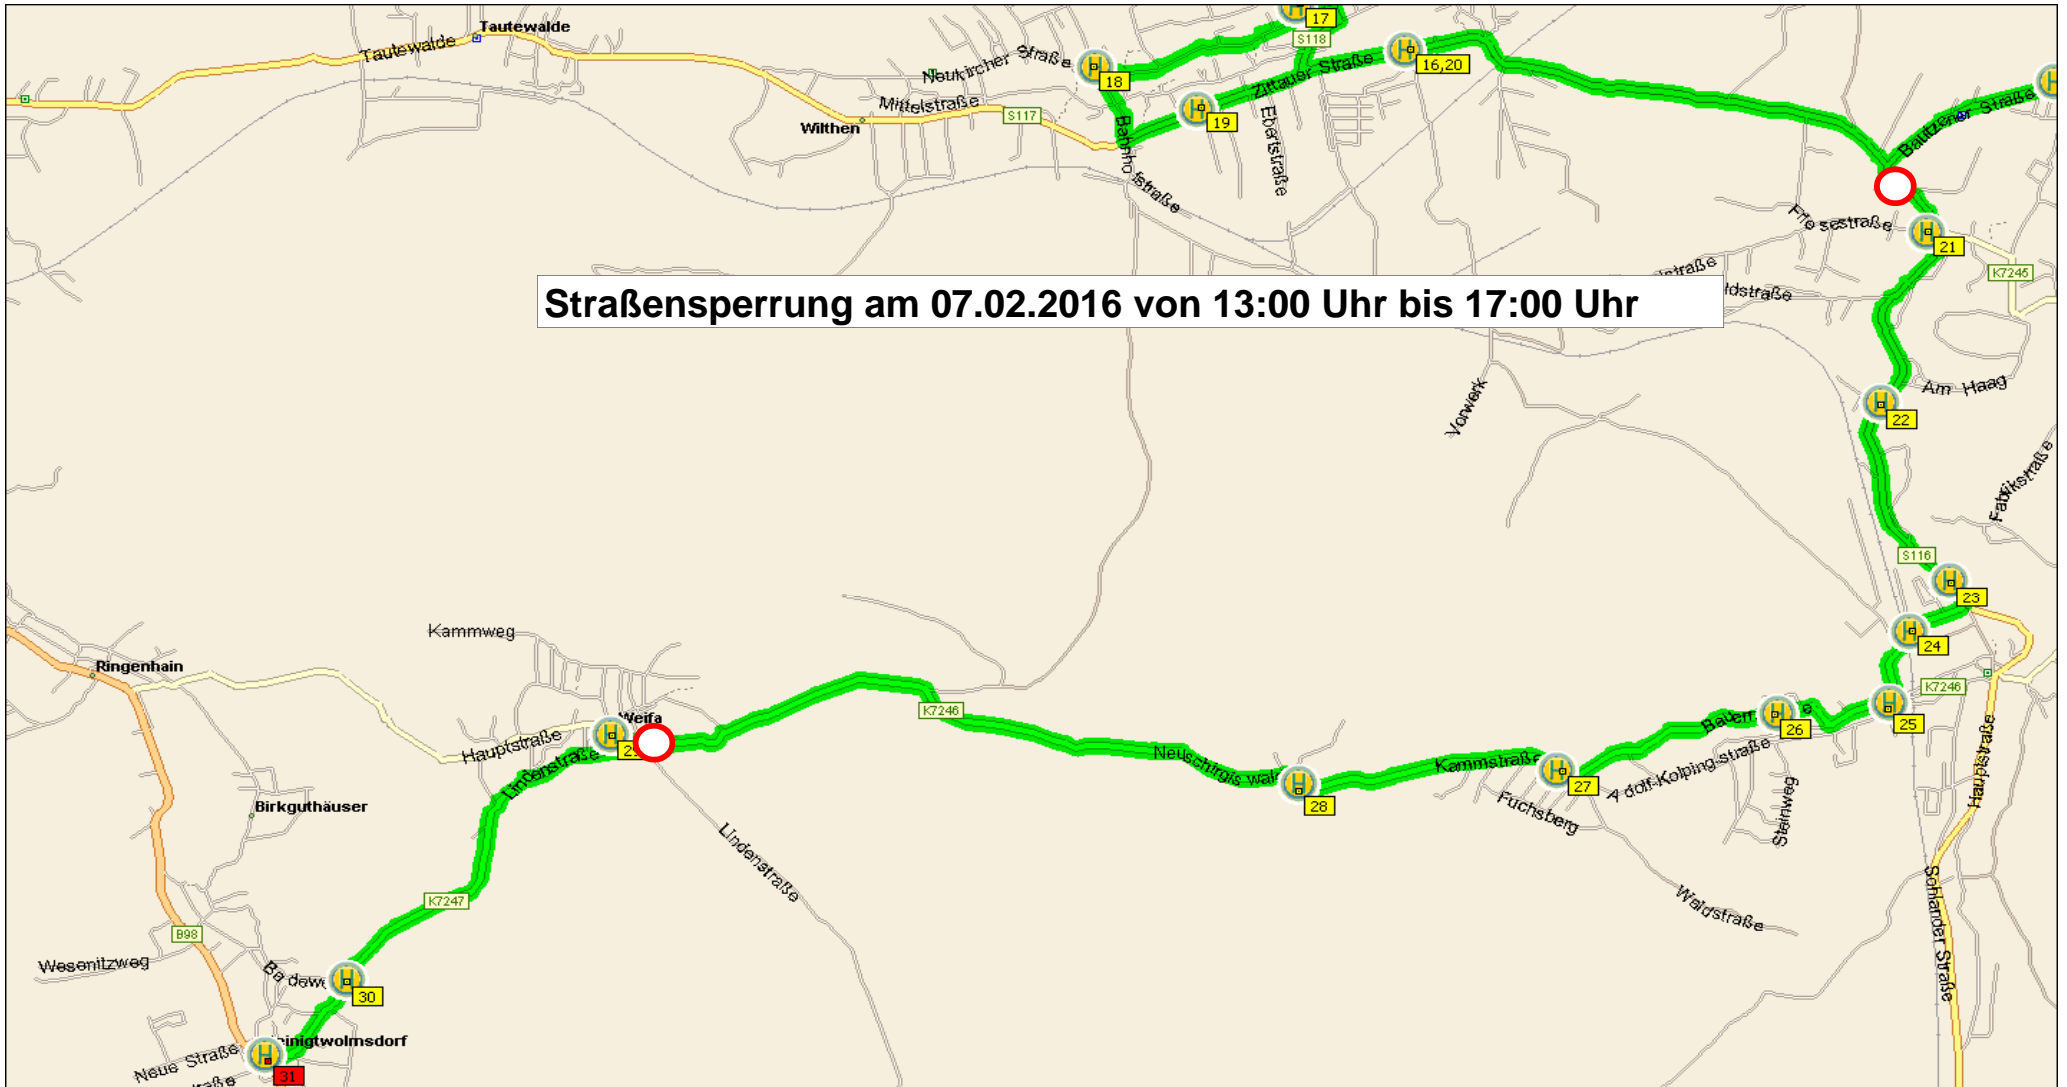 17
Tautewalde
S118
Tautewalde
Neukircher Straße
16,20
18
Zittauer Straße
Mittelstraße
S117
19
Wilthen
Bautzener Straße
Bahnhofstraße
Ebertstraße
21
K7245
Straßensperrung am 07.02.2016 von 13:00 Uhr bis 17:00 Uhr
Am Haag
Vorwerk
22
Fabrikstraße
S116
23
Kammweg
24
Ringenhain
K7246
K7246
Weifa
25
26
Hauptstraße
Hauptstraße
Lindenstraße
Kammstraße
27
Adolf-Kolping-straße
28
Fuchsberg
Steinweg
Birkguthäuser
Lindenstraße
K7247
Waldstraße
Sohlander Straße
B98
Wesenitzweg
30
Neue Straße
31